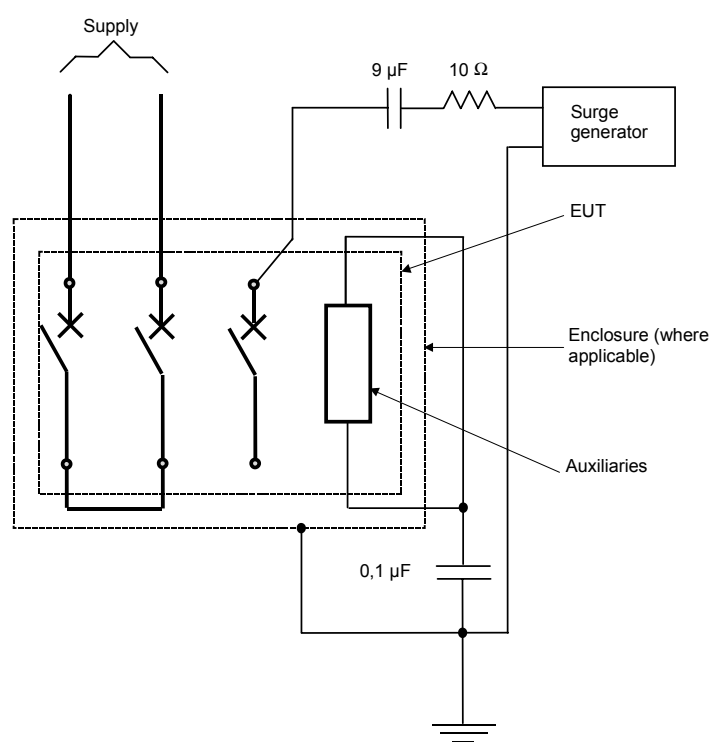 Supply
9 µF
10 Ω
Surge
generator
EUT
Enclosure (where
applicable)
Auxiliaries
0,1 µF